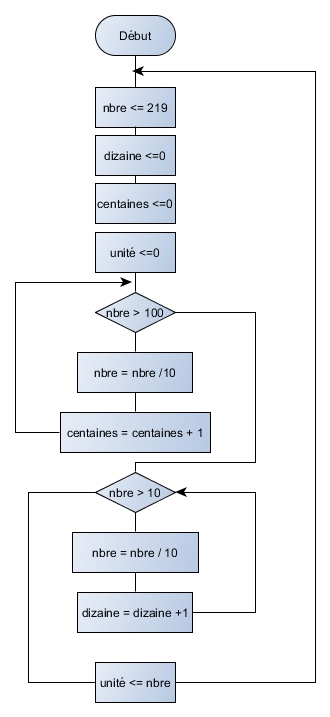 Début
nbre <= 219
dizaine <=0
centaines <=0
unité <=0
nbre > 100
nbre = nbre /10
centaines = centaines + 1
nbre > 10
nbre = nbre / 10
dizaine = dizaine +1
unité <= nbre